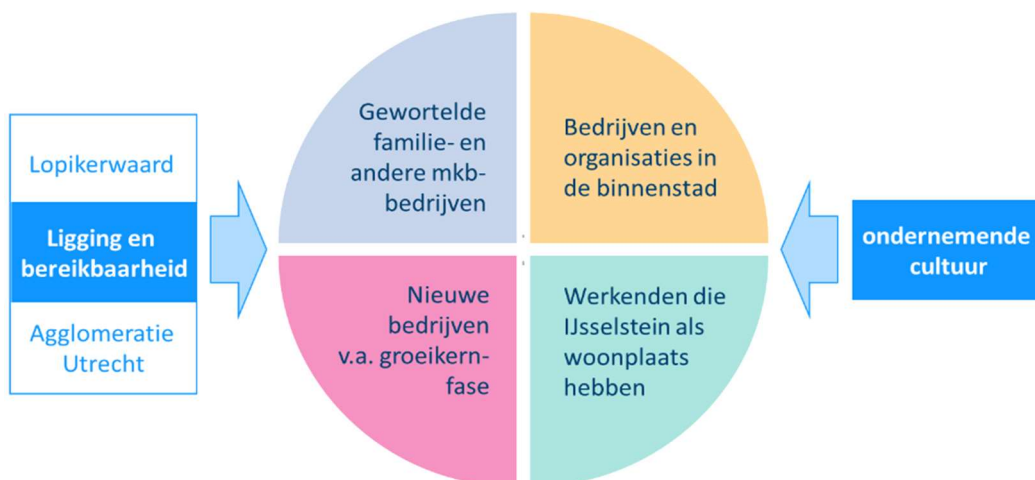 Lopikerwaard
Ligging en
bereikbaarheid
Agglomeratie
Utrecht
Gewortelde
familie- en
andere mkb-
bedrijven
Bedrijven en
organisaties in
de binnenstad
Nieuwe
bedrijven
v.a. groeikern-
fase
Werkenden die
IJsselstein als
woonplaats
hebben
ondernemende
cultuur